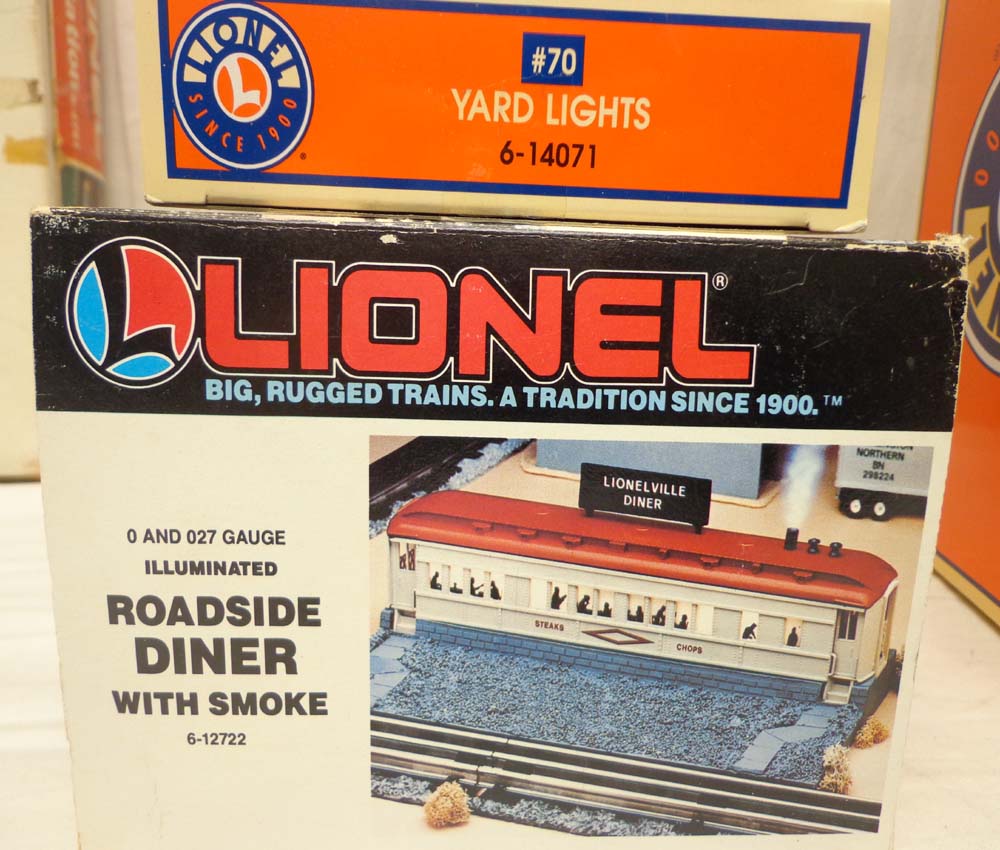 LIONEL
SINCE 1900
#70
YARD LIGHTS
6-14071
LIONEL®
BIG, RUGGED TRAINS. A TRADITION SINCE 1900.™
0 AND 027 GAUGE
ILLUMINATED
ROADSIDE
DINER
WITH SMOKE
6-12722
LIONELVILLE
DINER
STEAKS
CHOPS
NORTHERN
BN
298224